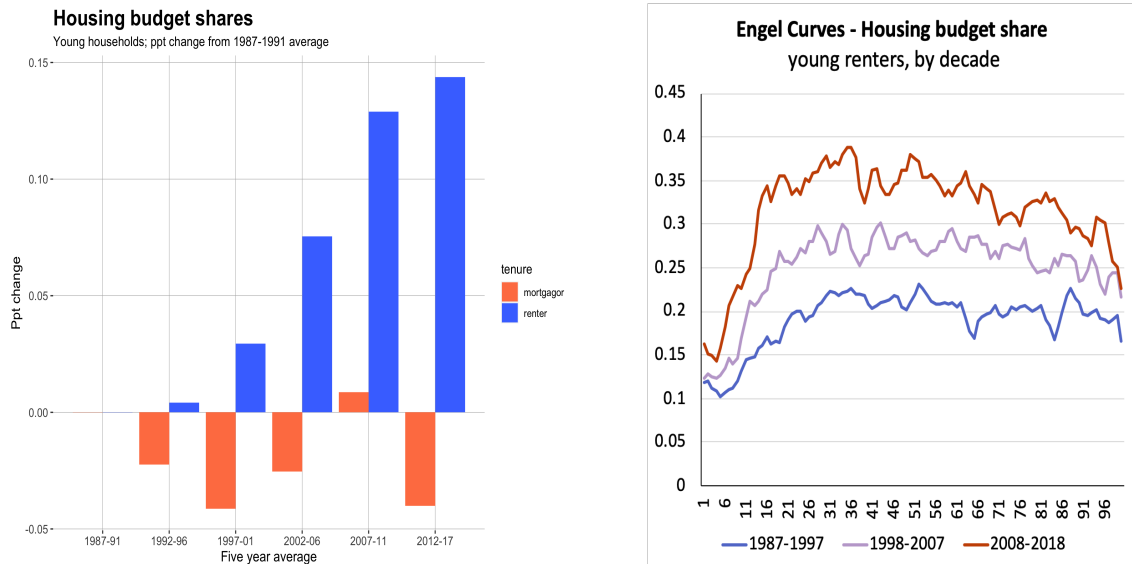 Housing budget shares
Young households; ppt change from 1987-1991 average
Ppt change
0.15
0.10
0.05
0.00
-0.05
1987-91 1992-96 1997-01 2002-06 2007-11 2012-17
Five year average
tenure
mortgagor
renter
Engel Curves - Housing budget share
young renters, by decade
0.45
0.4
0.35
0.3
0.25
0.2
0.15
0.1
0.05
0
1 6 11 16 21 26 31 36 41 46 51 56 61 66 71 76 81 86 91 96
1987-1997 1998-2007 2008-2018